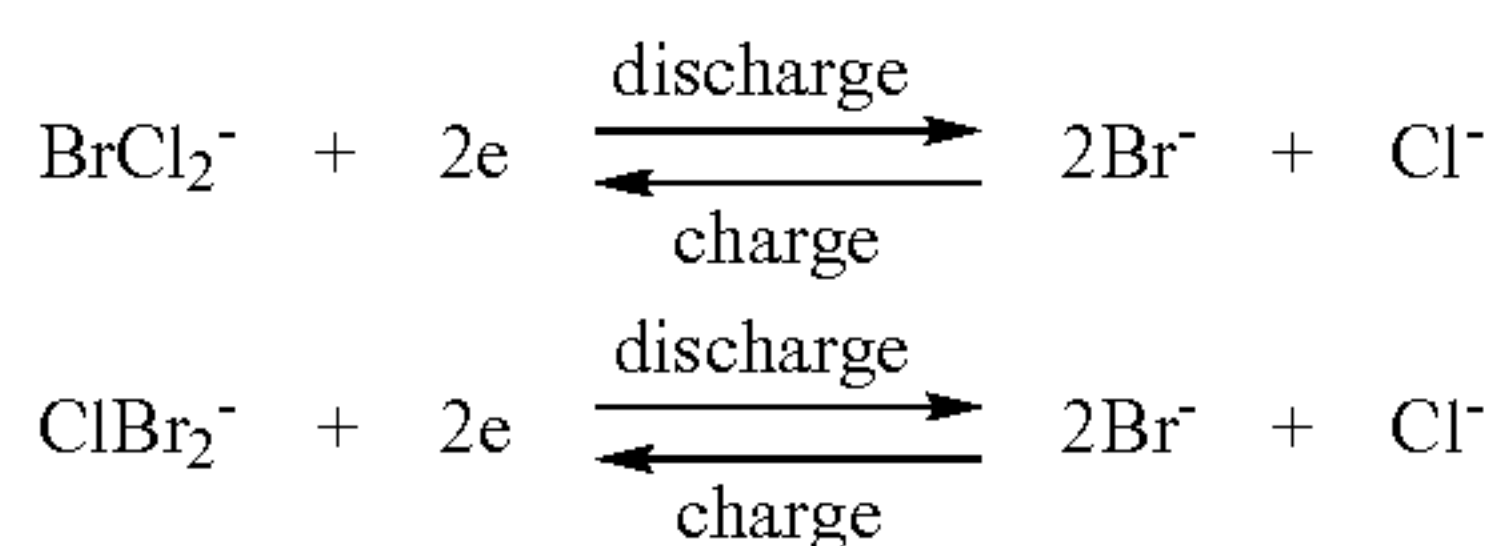 discharge
BrCl₂⁻ + 2e 2Br⁻ + Cl⁻
charge
discharge
ClBr₂⁻ + 2e 2Br⁻ + Cl⁻
charge